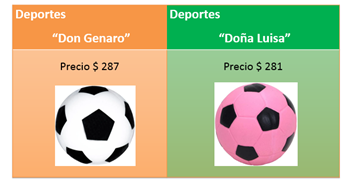 Deportes
“Don Genaro”
Precio $ 287
Deportes
“Doña Luisa”
Precio $ 281